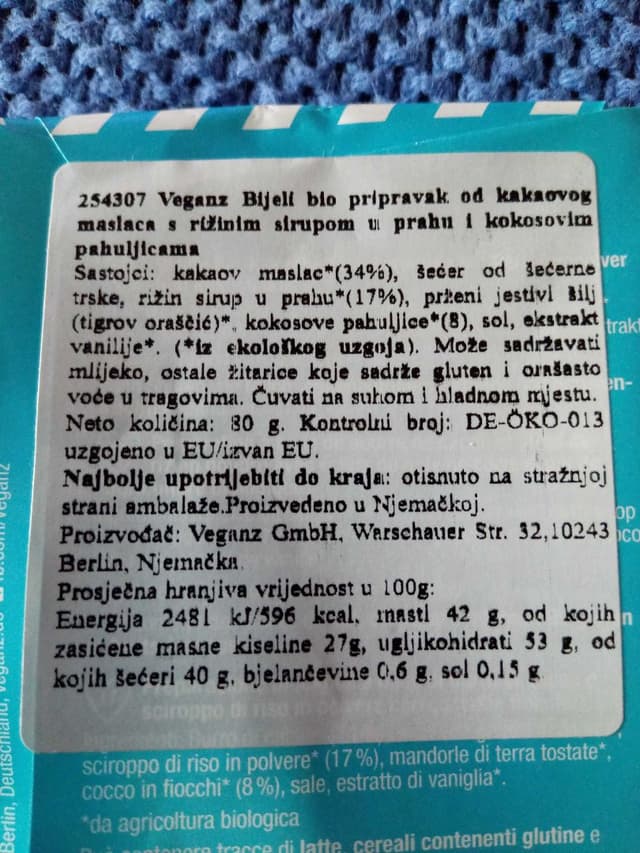 254307 Veganz Bijeli bio pripravak od kakaovog
maslaca s rižinim sirupom u prahu i kokosovim
pahuljicama
Sastojci: kakaov maslac*(34%), šećer od šećerne
trske, rižin sirup u prahu*(17%), prženi jestivi šilj
(tigrov oraščić)*, kokosove pahuljice*(8), sol, ekstrakt
vanilije*. (*iz ekološkog uzgoja). Može sadržavati
mlijeko, ostale žitarice koje sadrže gluten i orašasto
voće u tragovima. Čuvati na suhom i hladnom mjestu.
Neto količina: 80 g. Kontrolni broj: DE-ÖKO-013
uzgojeno u EU/izvan EU.
Najbolje upotrijebiti do kraja: otisnuto na stražnjoj
strani ambalaže.Proizvedeno u Njemačkoj.
Proizvođač: Veganz GmbH, Warschauer Str. 32,10243
Berlin, Njemačka
Prosječna hranjiva vrijednost u 100g:
Energija 2481 kJ/596 kcal, masti 42 g, od kojih
zasićene masne kiseline 27g, ugljikohidrati 53 g, od
kojih šećeri 40 g, bjelančevine 0,6 g, sol 0,15 g
sciroppo di riso in polvere* (17%), mandorle di terra tostate*,
cocco in fiocchi* (8%), sale, estratto di vaniglia*.
*da agricoltura biologica
Può contenere tracce di latte, cereali contenenti glutine e
Berlin, Deutschland, veganz.de